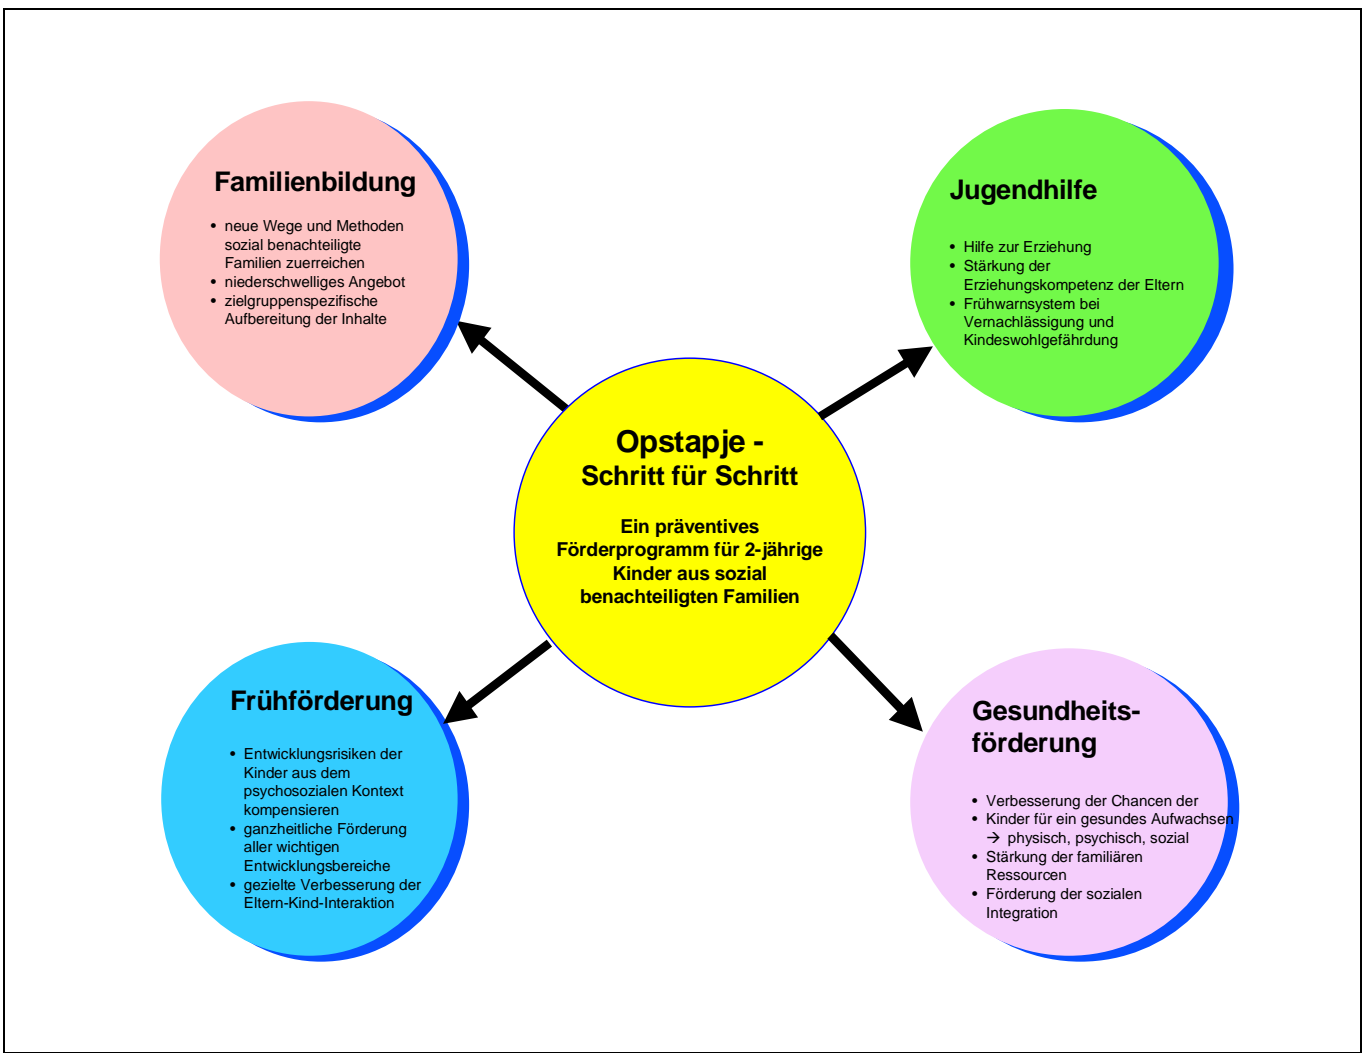 Familienbildung
• neue Wege und Methoden
sozial benachteiligte
Familien zuerreichen
• niederschwelliges Angebot
• zielgruppenspezifische
Aufbereitung der Inhalte
Jugendhilfe
• Hilfe zur Erziehung
• Stärkung der
Erziehungskompetenz der Eltern
• Frühwarnsystem bei
Vernachlässigung und
Kindeswohlgefährdung
Opstapje -
Schritt für Schritt
Ein präventives
Förderprogramm für 2-jährige
Kinder aus sozial
benachteiligten Familien
Frühförderung
• Entwicklungsrisiken der
Kinder aus dem
psychosozialen Kontext
kompensieren
• ganzheitliche Förderung
aller wichtigen
Entwicklungsbereiche
• gezielte Verbesserung der
Eltern-Kind-Interaktion
Gesundheits-
förderung
• Verbesserung der Chancen der
• Kinder für ein gesundes Aufwachsen
→ physisch, psychisch, sozial
• Stärkung der familiären
Ressourcen
• Förderung der sozialen
Integration